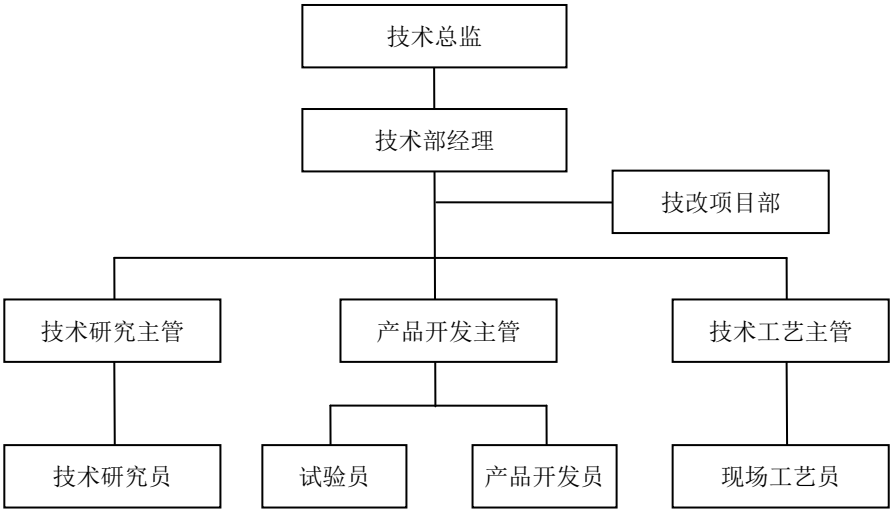 技术总监
技术部经理
技改项目部
技术研究主管
产品开发主管
技术工艺主管
技术研究员
试验员
产品开发员
现场工艺员